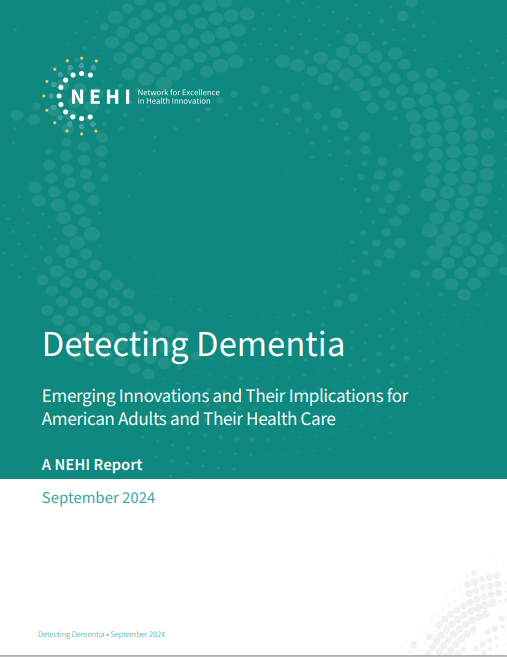 NEHI
Network for Excellence
in Health Innovation
Detecting Dementia
Emerging Innovations and Their Implications for
American Adults and Their Health Care
A NEHI Report
September 2024
Detecting Dementia • September 2024